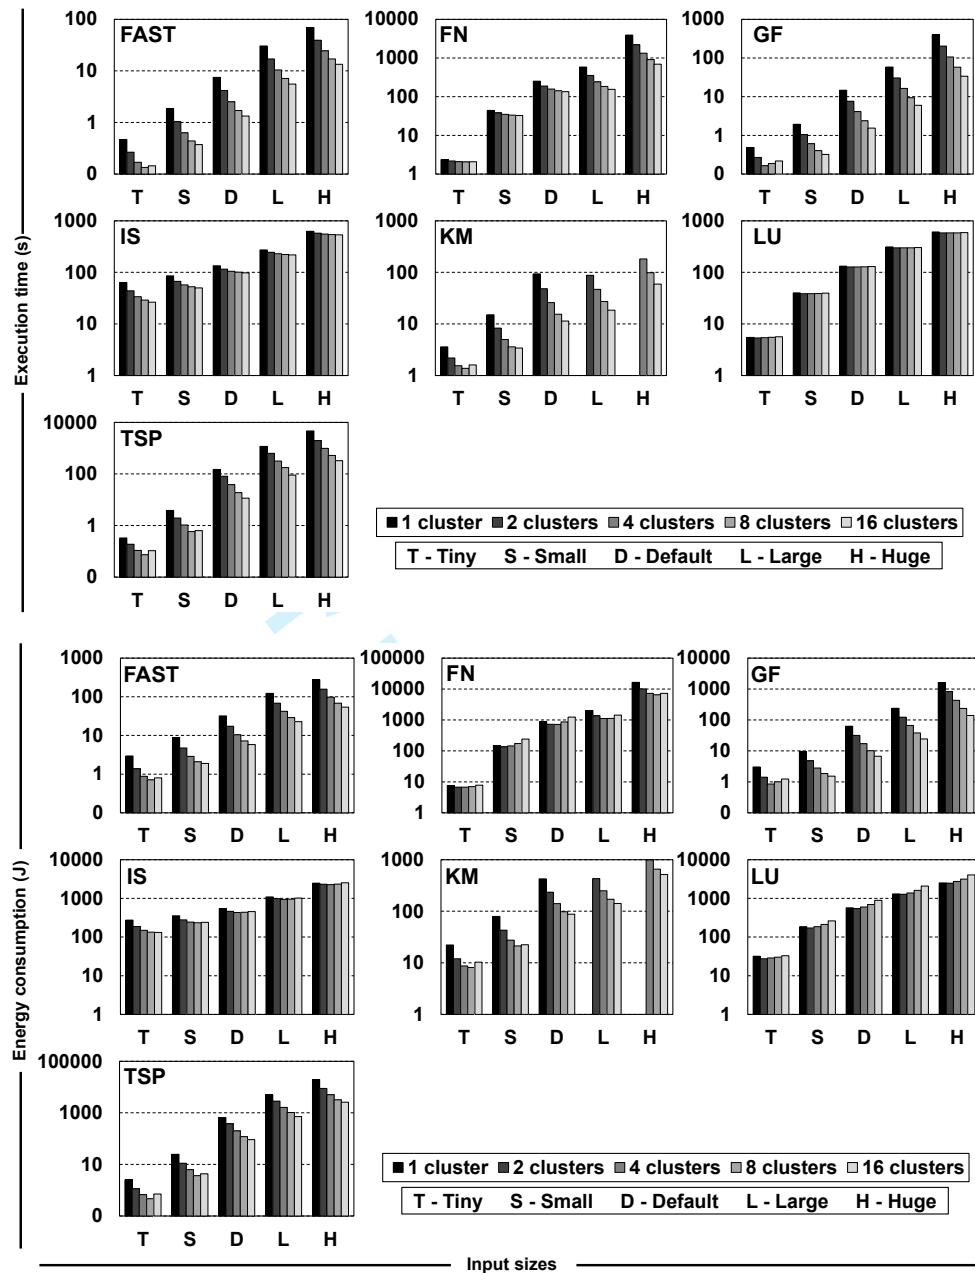 Execution time (s)
FAST
100
10
1
0
T S D L H
FN
10000
1000
100
10
1
T S D L H
GF
1000
100
10
1
0
T S D L H
IS
1000
100
10
1
T S D L H
KM
1000
100
10
1
T S D L H
LU
1000
100
10
1
T S D L H
TSP
10000
100
1
0
T S D L H
1 cluster 2 clusters 4 clusters 8 clusters 16 clusters
T - Tiny S - Small D - Default L - Large H - Huge
Energy consumption (J)
FAST
1000
100
10
1
0
T S D L H
FN
100000
10000
1000
100
10
1
T S D L H
GF
10000
1000
100
10
1
0
T S D L H
IS
10000
1000
100
10
1
T S D L H
KM
1000
100
10
1
T S D L H
LU
10000
1000
100
10
1
T S D L H
TSP
100000
1000
10
0
T S D L H
1 cluster 2 clusters 4 clusters 8 clusters 16 clusters
T - Tiny S - Small D - Default L - Large H - Huge
Input sizes